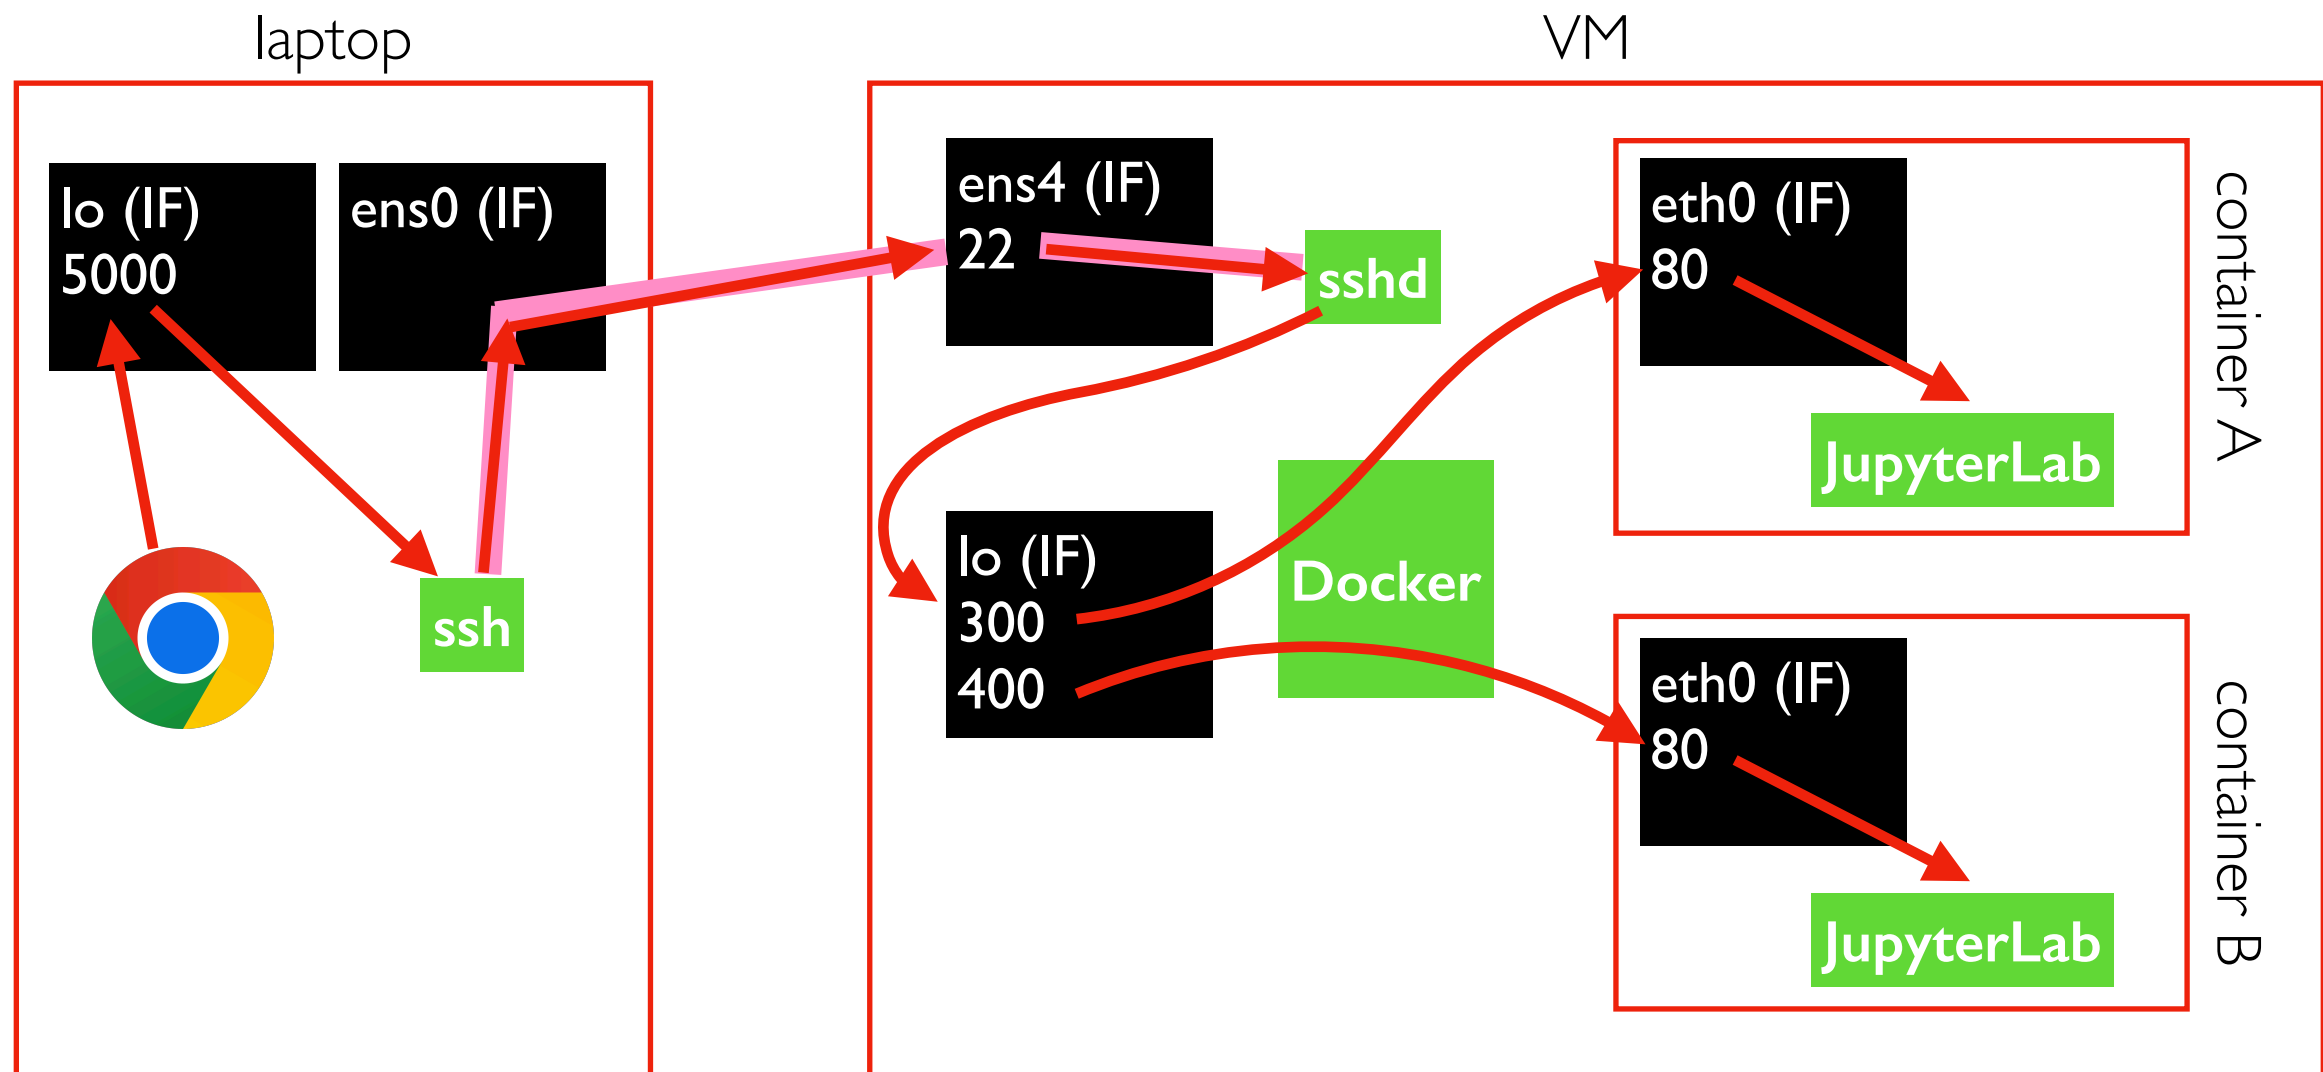 laptop
lo (IF)
5000
ens0 (IF)
ssh
VM
ens4 (IF)
22
sshd
lo (IF)
300
400
Docker
eth0 (IF)
80
JupyterLab
container A
eth0 (IF)
80
JupyterLab
container B